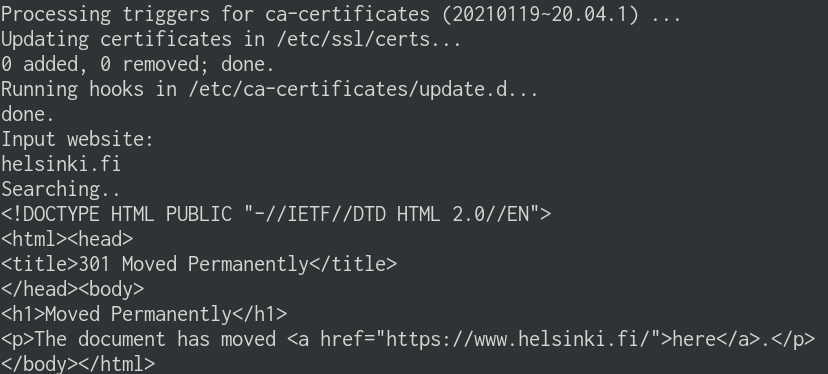 Processing triggers for ca-certificates (20210119~20.04.1) ...
Updating certificates in /etc/ssl/certs...
0 added, 0 removed; done.
Running hooks in /etc/ca-certificates/update.d...
done.
Input website:
helsinki.fi
Searching..
<!DOCTYPE HTML PUBLIC "-//IETF//DTD HTML 2.0//EN">
<html><head>
<title>301 Moved Permanently</title>
</head><body>
<h1>Moved Permanently</h1>
<p>The document has moved <a href="https://www.helsinki.fi/">here</a>.</p>
</body></html>